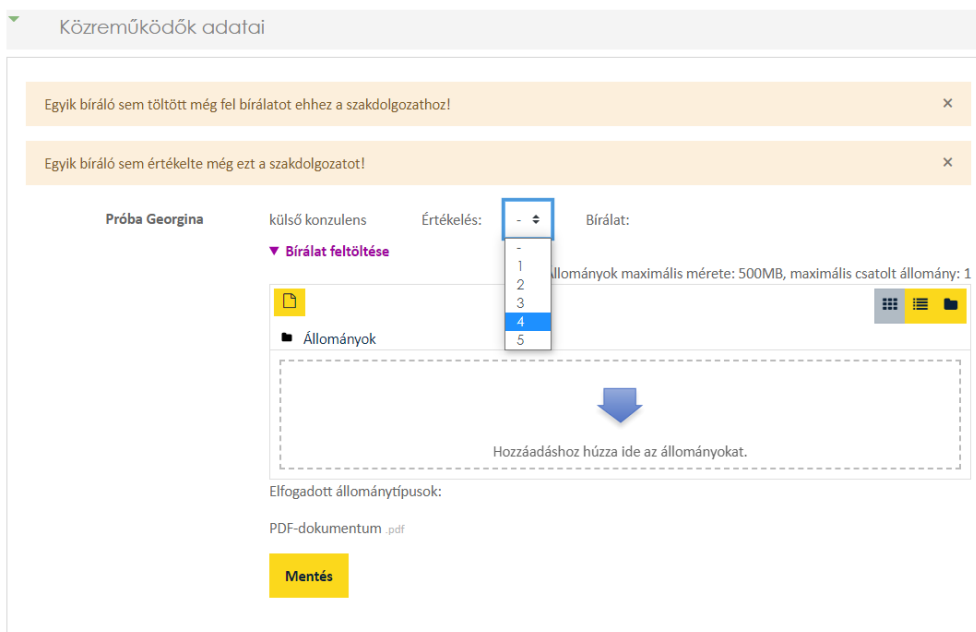 Közreműködők adatai
Egyik bíráló sem töltött még fel bírálatot ehhez a szakdolgozathoz! ×
Egyik bíráló sem értékelte még ezt a szakdolgozatot! ×
Próba Georgina külső konzulens Értékelés: - Bírálat:
▼ Bírálat feltöltése
-
1
llományok maximális mérete: 500MB, maximális csatolt állomány: 1
2
3
4
5
Állományok
Hozzáadáshoz húzza ide az állományokat.
Elfogadott állománytípusok:
PDF-dokumentum .pdf
Mentés